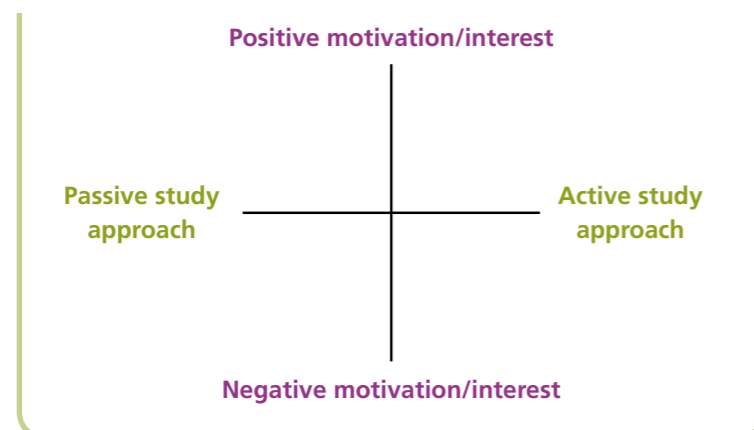 Positive motivation/interest
Passive study
approach
Active study
approach
Negative motivation/interest